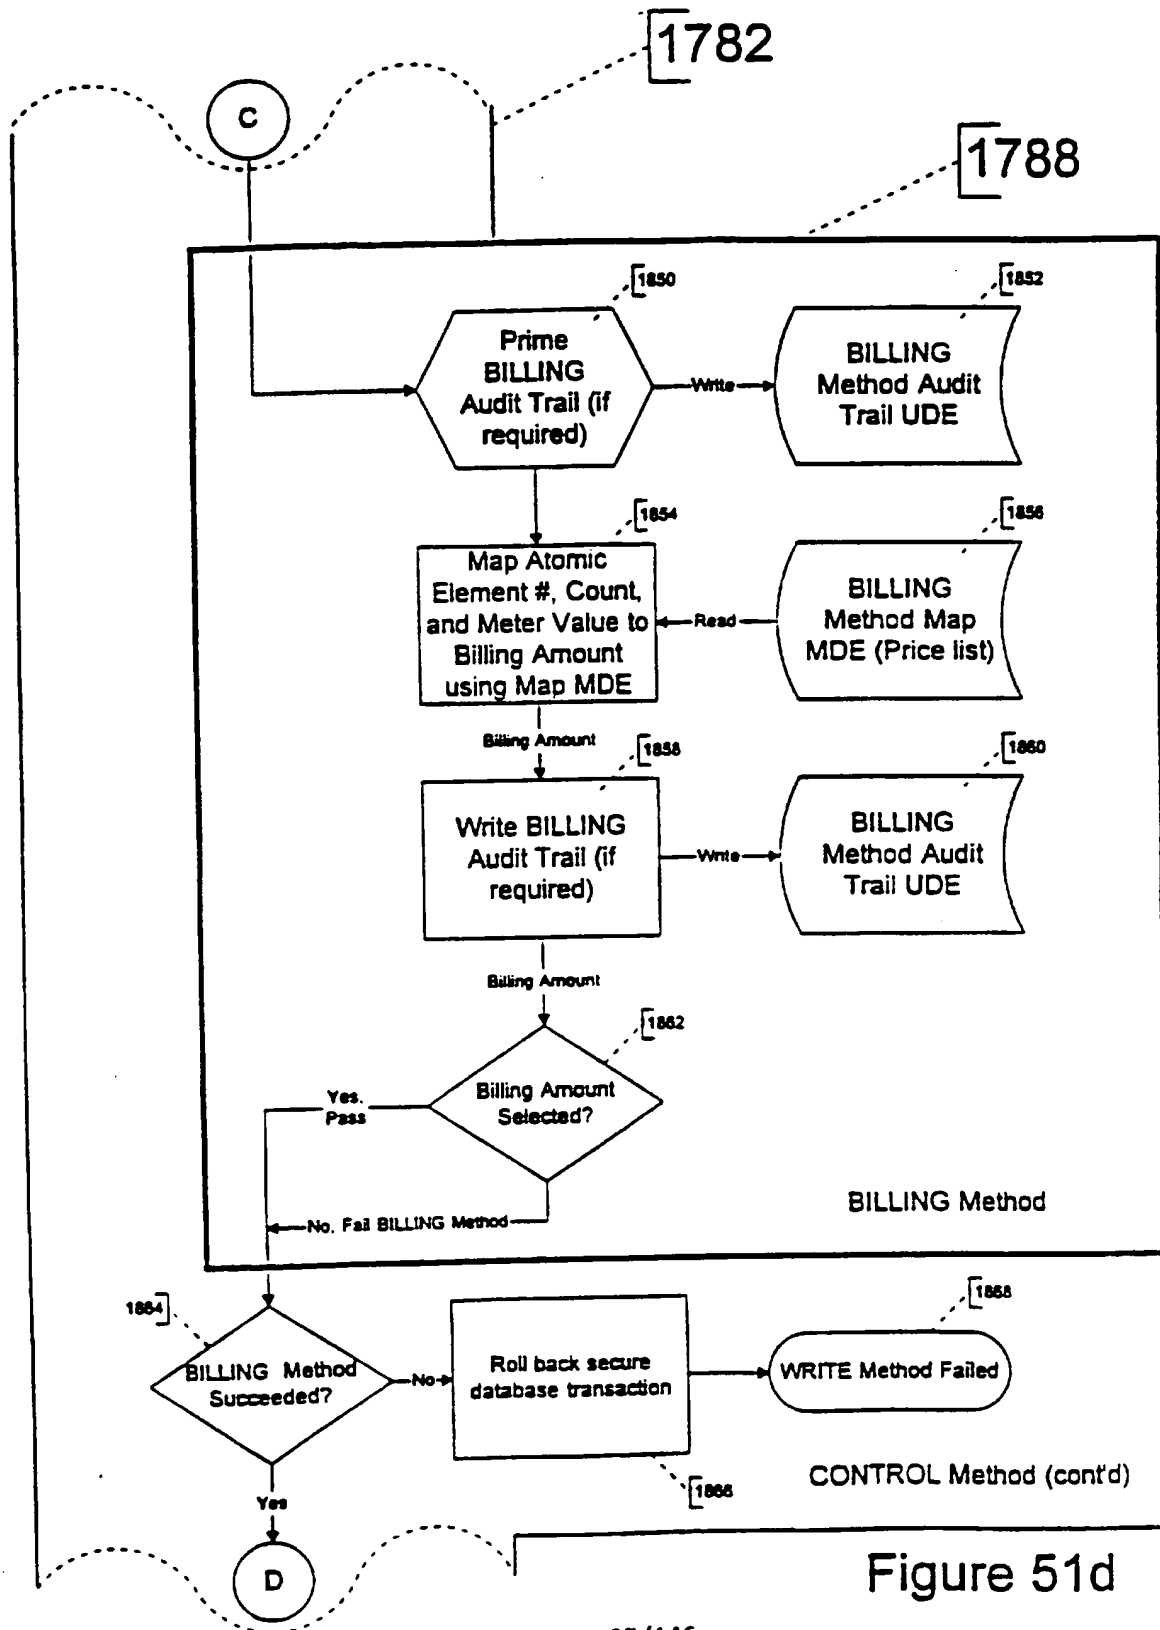 1782
C
1788
1850
1852
Prime
BILLING
Audit Trail (if
required)
Write
BILLING
Method Audit
Trail UDE
1854
1856
Map Atomic
Element #, Count,
and Meter Value to
Billing Amount
using Map MDE
Read
BILLING
Method Map
MDE (Price list)
Billing Amount
1858
1860
Write BILLING
Audit Trail (if
required)
Write
BILLING
Method Audit
Trail UDE
Billing Amount
1862
Billing Amount
Selected?
Yes.
Pass
No, Fail BILLING Method
BILLING Method
1864
1868
BILLING Method
Succeeded?
No
Roll back secure
database transaction
WRITE Method Failed
1866
CONTROL Method (cont'd)
Yes
D
Figure 51d